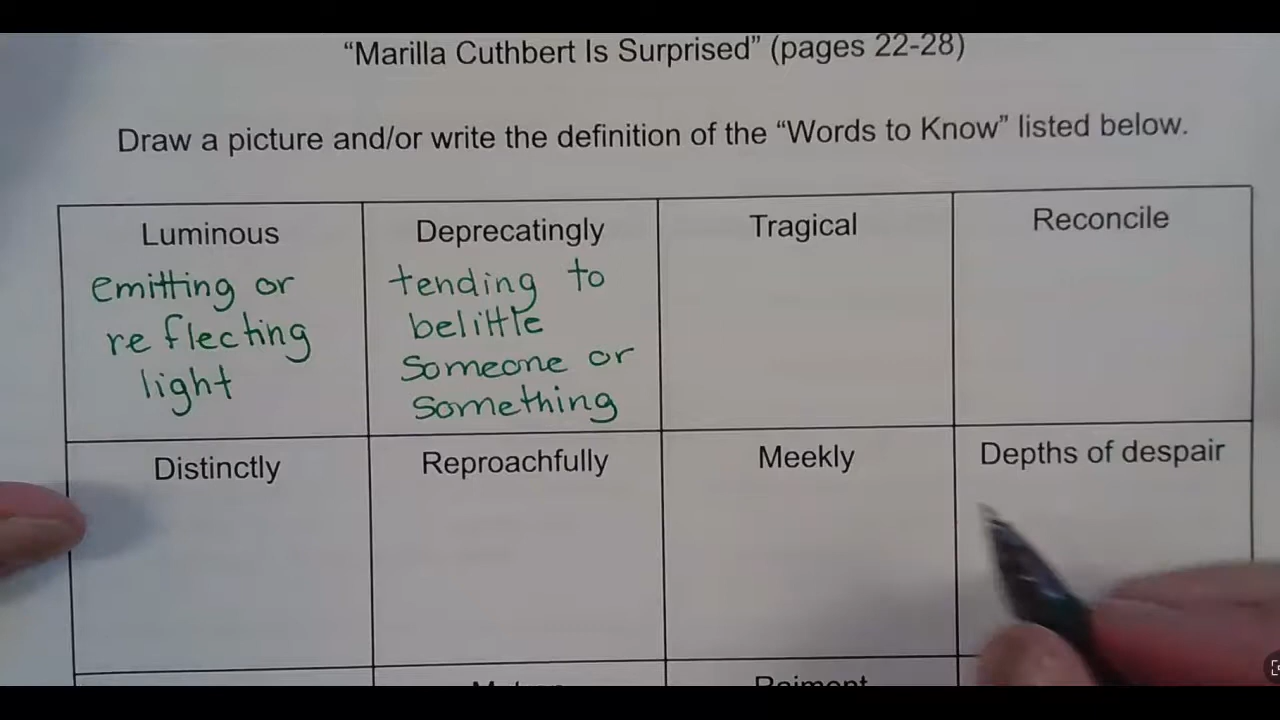 “Marilla Cuthbert Is Surprised” (pages 22-28)
Draw a picture and/or write the definition of the “Words to Know” listed below.
Luminous
emitting or
reflecting
light
Deprecatingly
tending to
belittle
someone or
something
Tragical
Reconcile
Distinctly
Reproachfully
Meekly
Depths of despair
Raiment